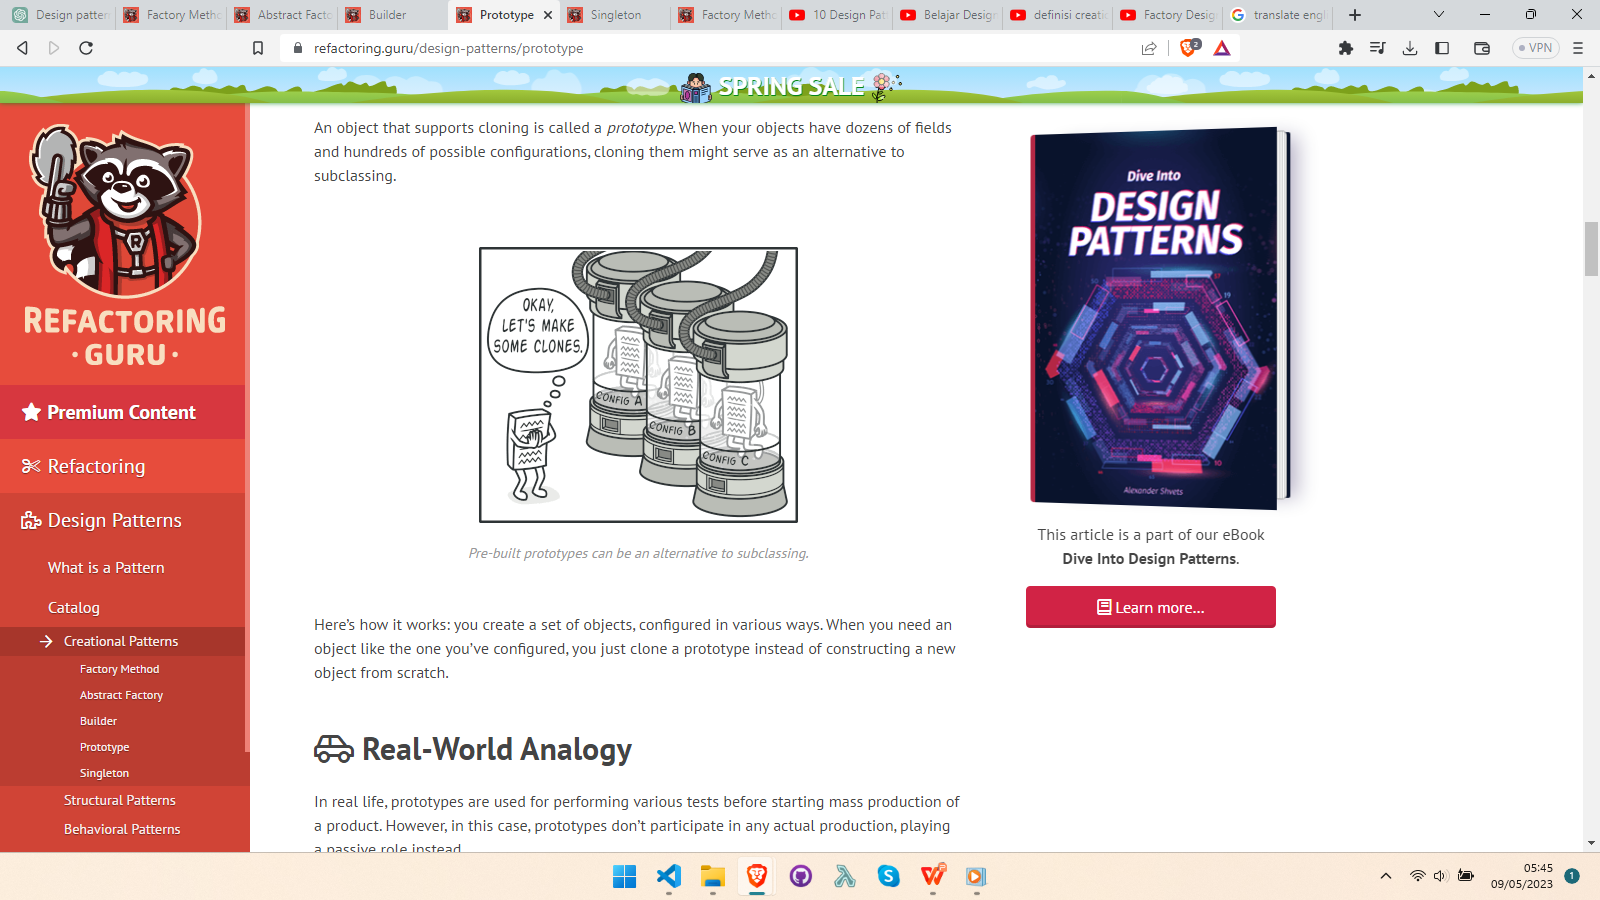 Design pattern
Factory Metho
Abstract Facto
Builder
Prototype
Singleton
Factory Metho
10 Design Pat
Belajar Design
definisi creatio
Factory Desig
translate engl
refactoring.guru/design-patterns/prototype
2
VPN
SPRING SALE
An object that supports cloning is called a prototype. When your objects have dozens of fields
and hundreds of possible configurations, cloning them might serve as an alternative to
subclassing.
OKAY,
LET'S MAKE
SOME CLONES.
CONFIG A
CONFIG B
CONFIG C
Pre-built prototypes can be an alternative to subclassing.
Here's how it works: you create a set of objects, configured in various ways. When you need an
object like the one you've configured, you just clone a prototype instead of constructing a new
object from scratch.
Real-World Analogy
In real life, prototypes are used for performing various tests before starting mass production of
a product. However, in this case, prototypes don't participate in any actual production, playing
a passive role instead.
R
REFACTORING
· GURU ·
Premium Content
Refactoring
Design Patterns
What is a Pattern
Catalog
Creational Patterns
Factory Method
Abstract Factory
Builder
Prototype
Singleton
Structural Patterns
Behavioral Patterns
Dive Into
DESIGN
PATTERNS
Alexander Shvets
This article is a part of our eBook
Dive Into Design Patterns.
Learn more...
05:45
09/05/2023
1